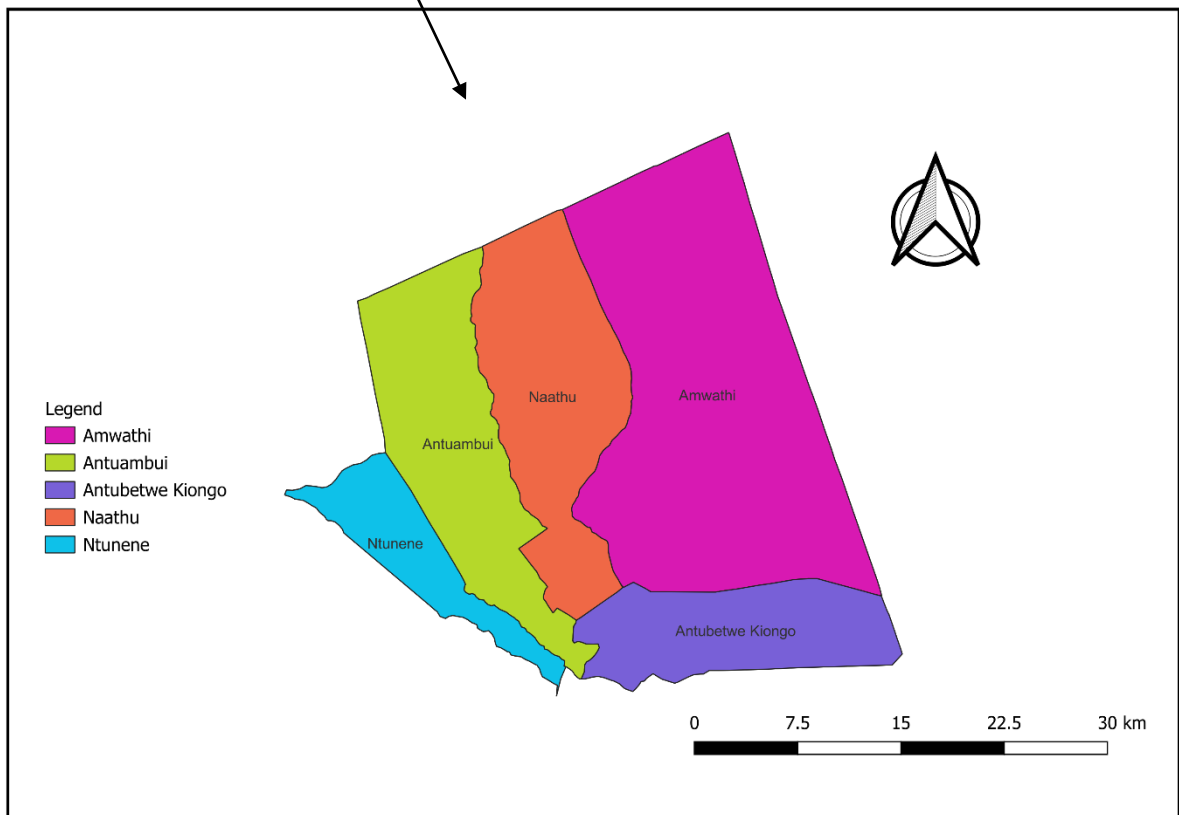 Naathu
Amwathi
Antuambui
Ntunene
Antubetwe Kiongo
Legend
Amwathi
Antuambui
Antubetwe Kiongo
Naathu
Ntunene
0 7.5 15 22.5 30 km